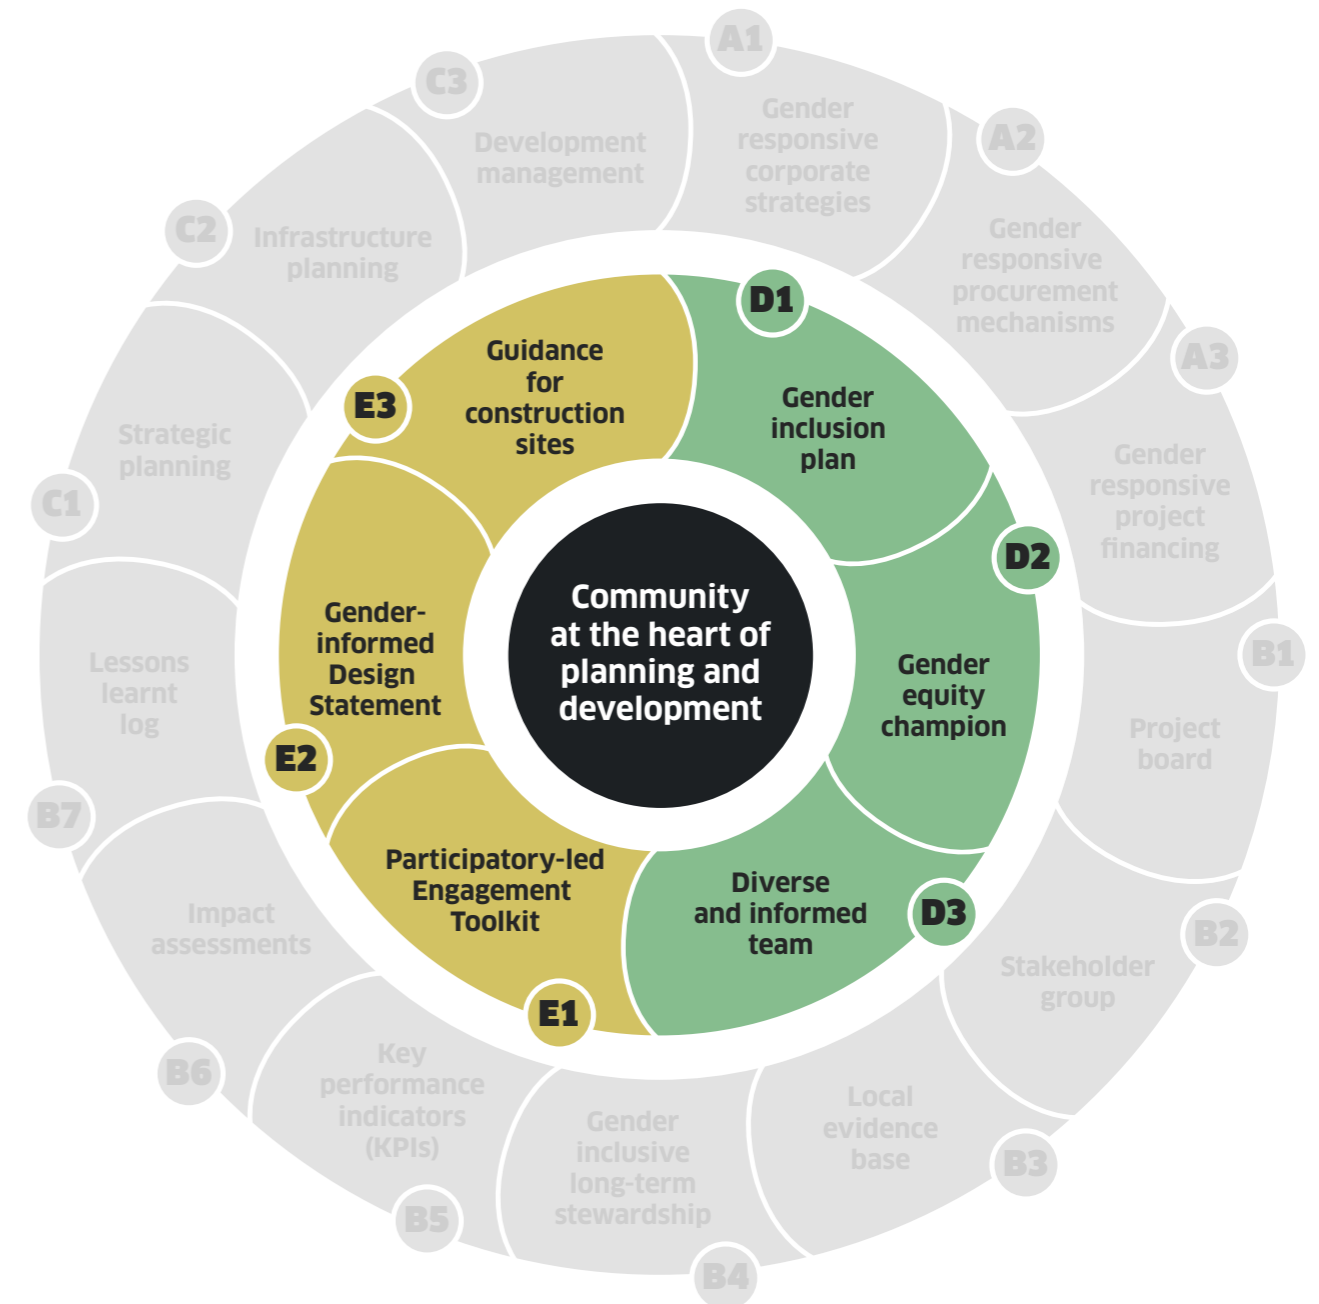 A1
Gender
responsive
corporate
strategies
A2
Gender
responsive
procurement
mechanisms
A3
Gender
responsive
project
financing
B1
Project
board
B2
Stakeholder
group
B3
Local
evidence
base
B4
Gender
inclusive
long-term
stewardship
B5
Key
performance
indicators
(KPIs)
B6
Impact
assessments
B7
Lessons
learnt
log
C1
Strategic
planning
C2
Infrastructure
planning
C3
Development
management
D1
Gender
inclusion
plan
D2
Gender
equity
champion
D3
Diverse
and informed
team
E1
Participatory-led
Engagement
Toolkit
E2
Gender-
informed
Design
Statement
E3
Guidance
for
construction
sites
Community
at the heart of
planning and
development